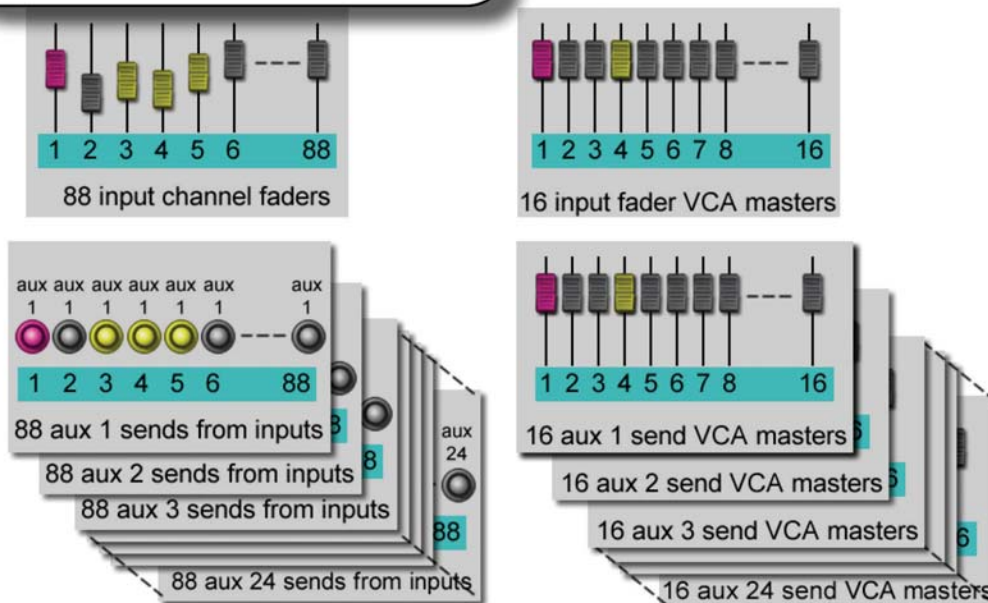 1 2 3 4 5 6 88
88 input channel faders
1 2 3 4 5 6 7 8 16
16 input fader VCA masters
aux aux aux aux aux aux aux
1 1 1 1 1 1 1
1 2 3 4 5 6 88
88 aux 1 sends from inputs
8
88 aux 2 sends from inputs
8
88 aux 3 sends from inputs
aux
24
88
88 aux 24 sends from inputs
1 2 3 4 5 6 7 8 16
16 aux 1 send VCA masters
6
16 aux 2 send VCA masters
6
16 aux 3 send VCA masters
6
16 aux 24 send VCA masters